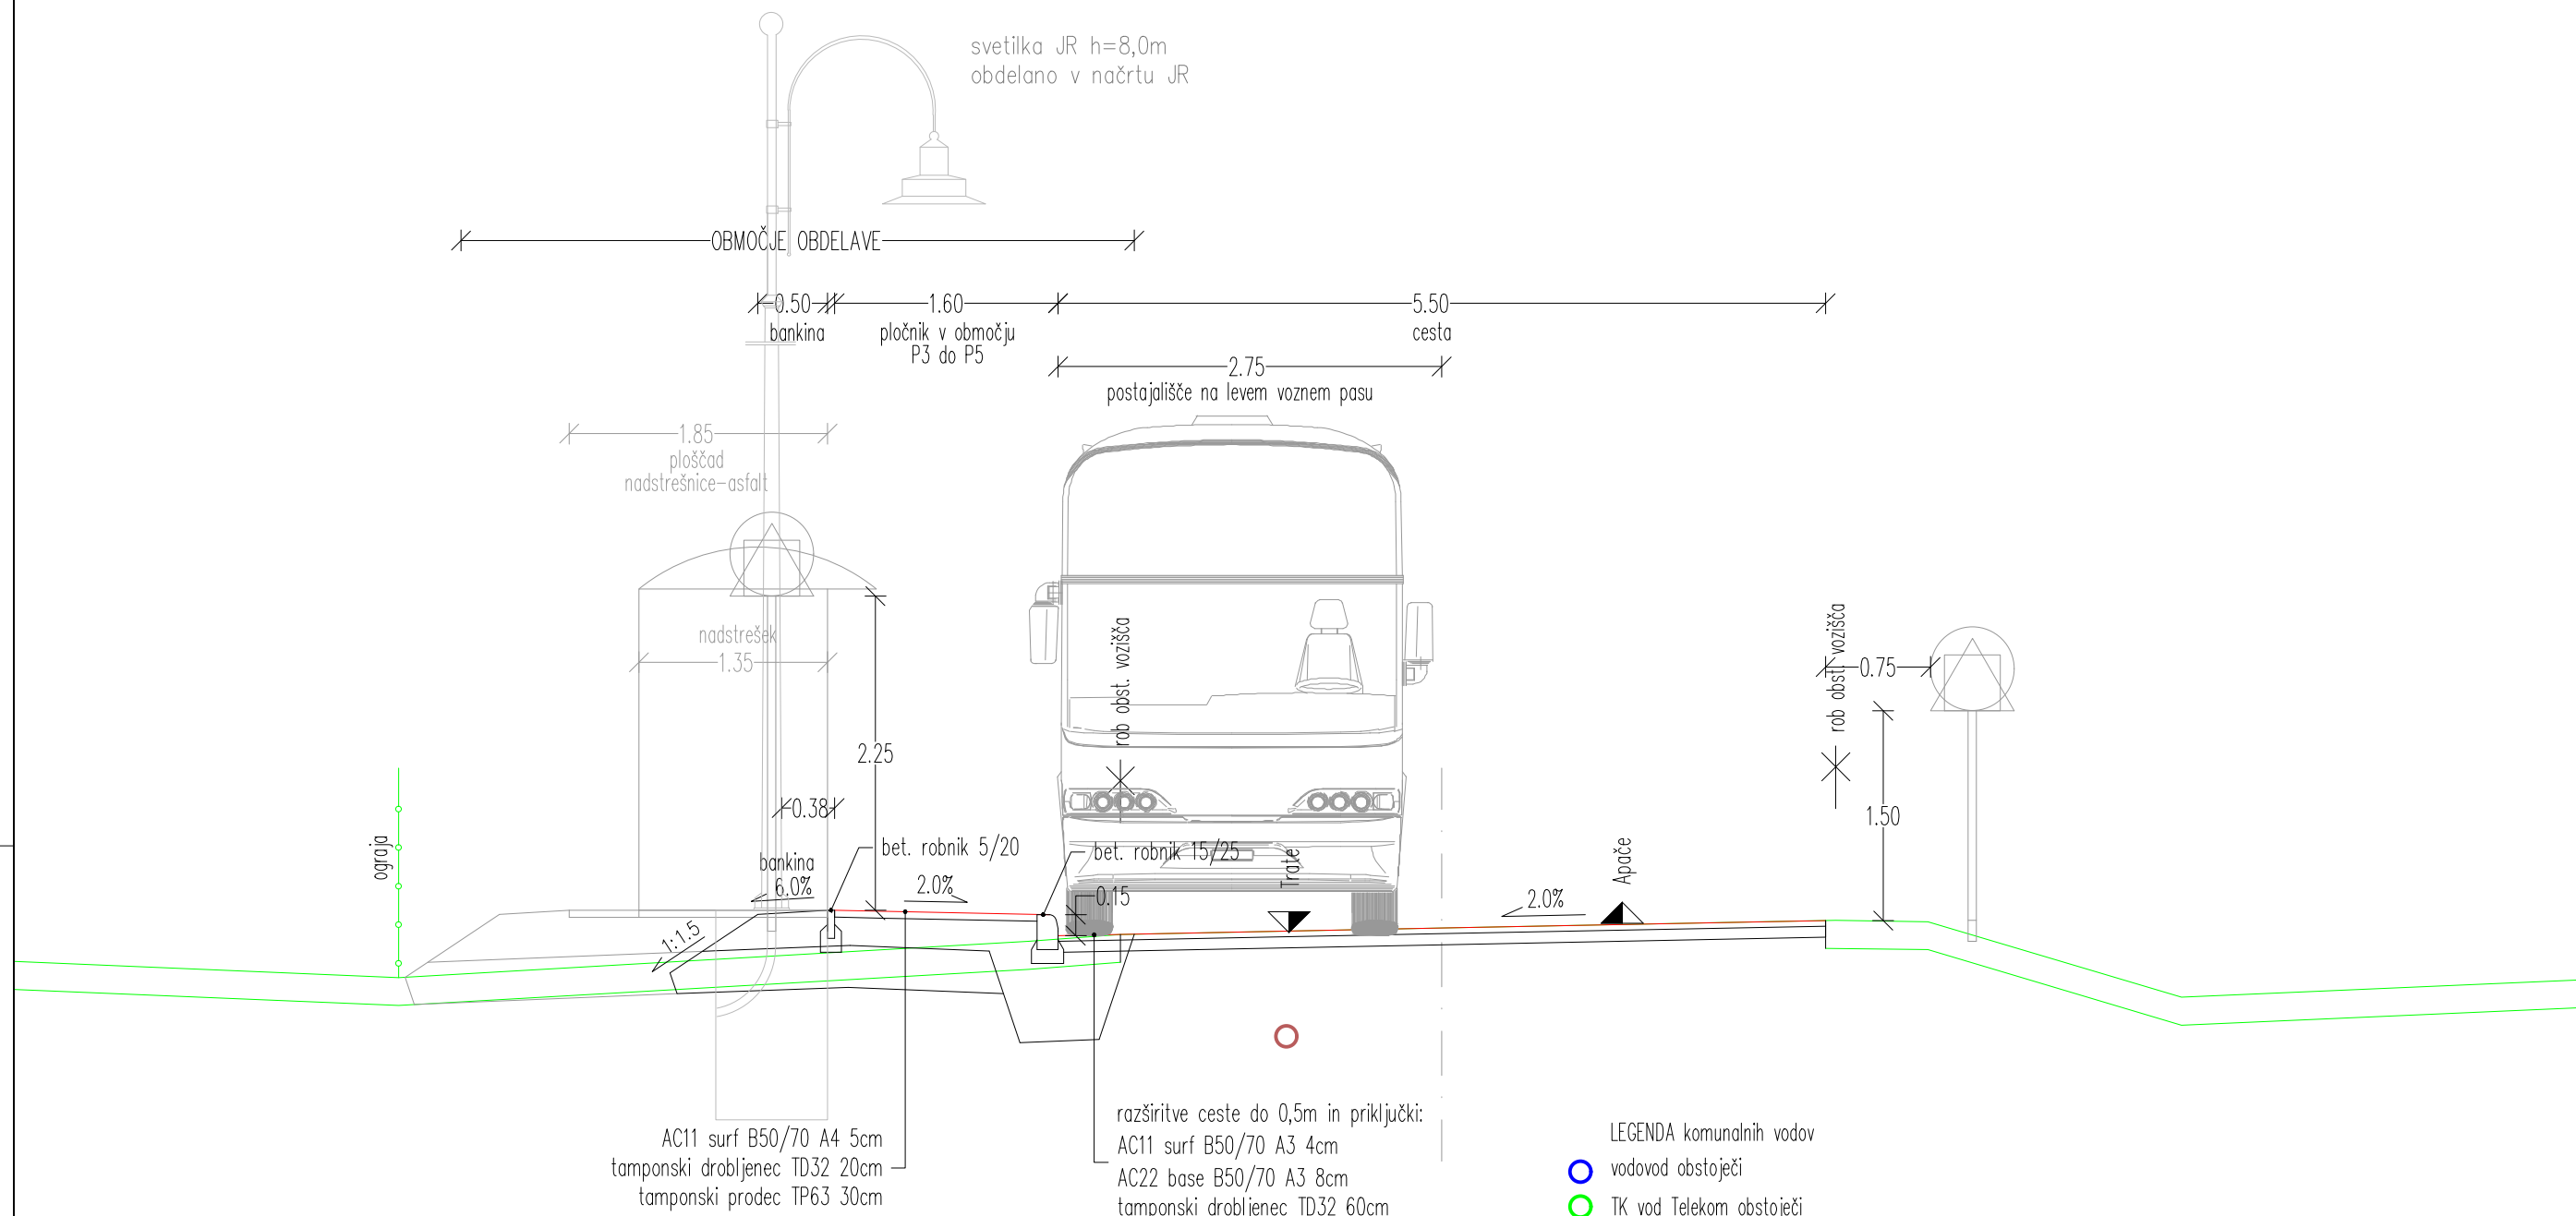 svetilka JR h=8,0m
obdelano v načrtu JR
OBMOČJE OBDELAVE
0.50
bankina
1.60
pločnik v območju
P3 do P5
5.50
cesta
2.75
postajališče na levem voznem pasu
1.85
ploščad
nadstrešnice-asfalt
nadstrešek
1.35
2.25
0.38
rob obst. vozišča
rob obst. vozišča
0.75
1.50
ograja
bankina
6.0%
1:1.5
bet. robnik 5/20
2.0%
bet. robnik 15/25
0.15
Trate
2.0%
Apače
AC11 surf B50/70 A4 5cm
tamponski drobljenec TD32 20cm
tamponski prodec TP63 30cm
razširitve ceste do 0,5m in priključki:
AC11 surf B50/70 A3 4cm
AC22 base B50/70 A3 8cm
tamponski drobljenec TD32 60cm
LEGENDA komunalnih vodov
vodovod obstoječi
TK vod Telekom obstoječi